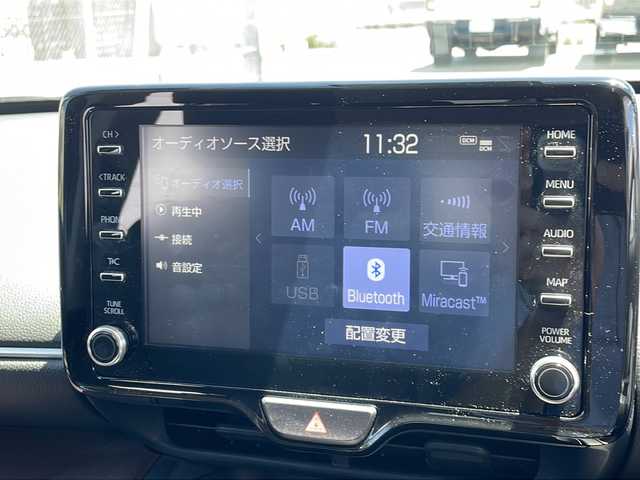 CH >
< TRACK
PHONE
TUNE
SCROLL
オーディオソース選択
11:32
DCM
DCM
オーディオ選択
再生中
接続
音設定
AM
FM
交通情報
USB
Bluetooth
Miracast™
配置変更
HOME
MENU
AUDIO
MAP
POWER
VOLUME